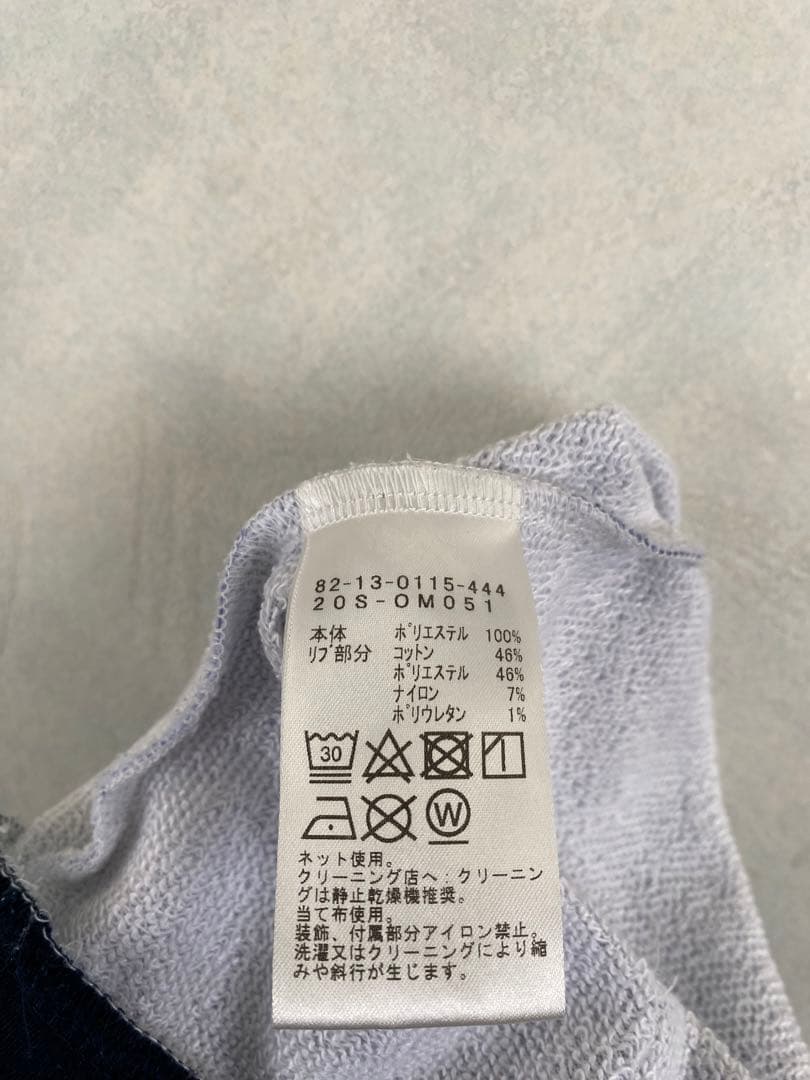 82-13-0115-444
20S-OM051
本体 ポリエステル 100%
リブ部分 コットン 46%
ポリエステル 46%
ナイロン 7%
ポリウレタン 1%
30
W
ネット使用。
クリーニング店へ:クリーニン
グは静止乾燥機推奨。
当て布使用。
装飾、付属部分アイロン禁止。
洗濯又はクリーニングにより縮
みや斜行が生じます。